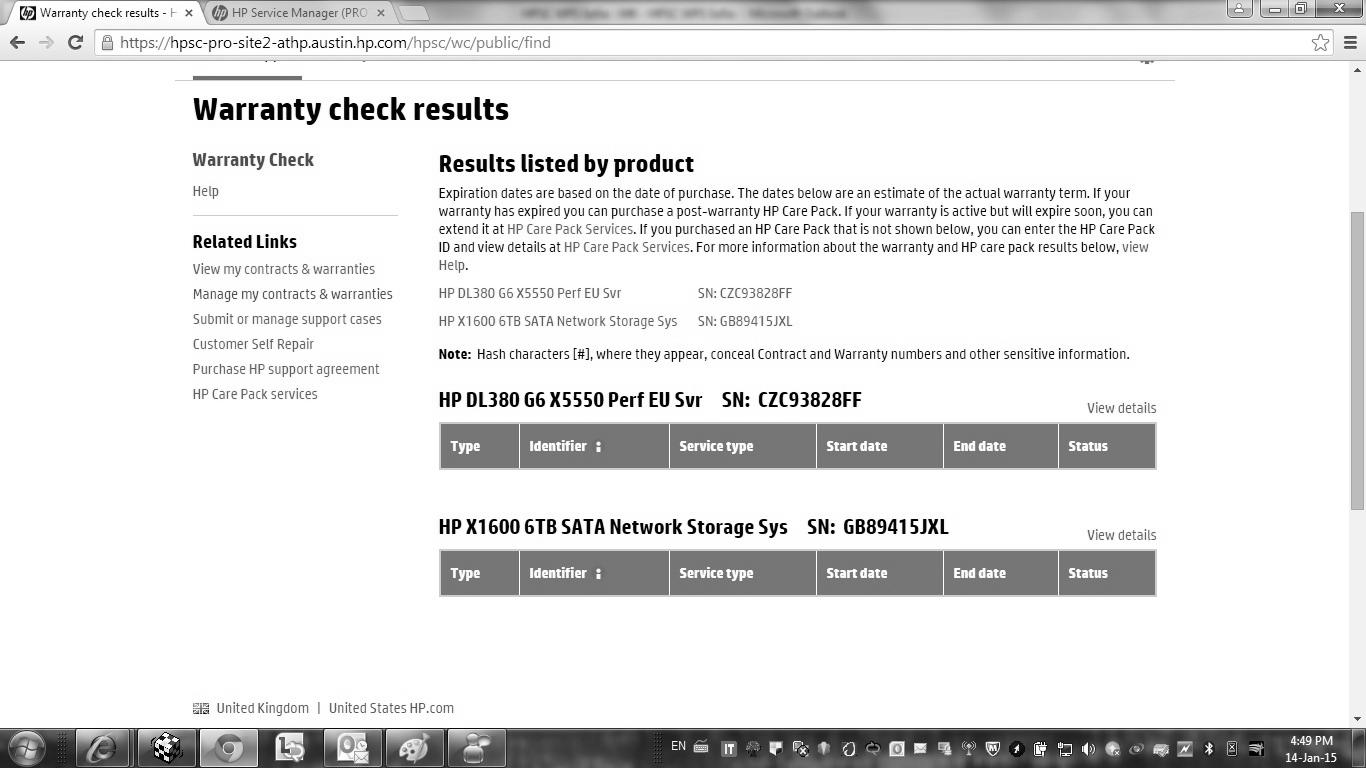 Warranty check results - H
HP Service Manager (PRO
https://hpsc-pro-site2-athp.austin.hp.com/hpsc/wc/public/find
Warranty check results
Warranty Check
Help
Related Links
View my contracts & warranties
Manage my contracts & warranties
Submit or manage support cases
Customer Self Repair
Purchase HP support agreement
HP Care Pack services
Results listed by product
Expiration dates are based on the date of purchase. The dates below are an estimate of the actual warranty term. If your
warranty has expired you can purchase a post-warranty HP Care Pack. If your warranty is active but will expire soon, you can
extend it at HP Care Pack Services. If you purchased an HP Care Pack that is not shown below, you can enter the HP Care Pack
ID and view details at HP Care Pack Services. For more information about the warranty and HP care pack results below, view
Help.
HP DL380 G6 X5550 Perf EU Svr SN: CZC93828FF
HP X1600 6TB SATA Network Storage Sys SN: GB89415JXL
Note: Hash characters [#], where they appear, conceal Contract and Warranty numbers and other sensitive information.
HP DL380 G6 X5550 Perf EU Svr SN: CZC93828FF
View details
Type Identifier Service type Start date End date Status
HP X1600 6TB SATA Network Storage Sys SN: GB89415JXL
View details
Type Identifier Service type Start date End date Status
United Kingdom | United States HP.com
EN
4:49 PM
14-Jan-15